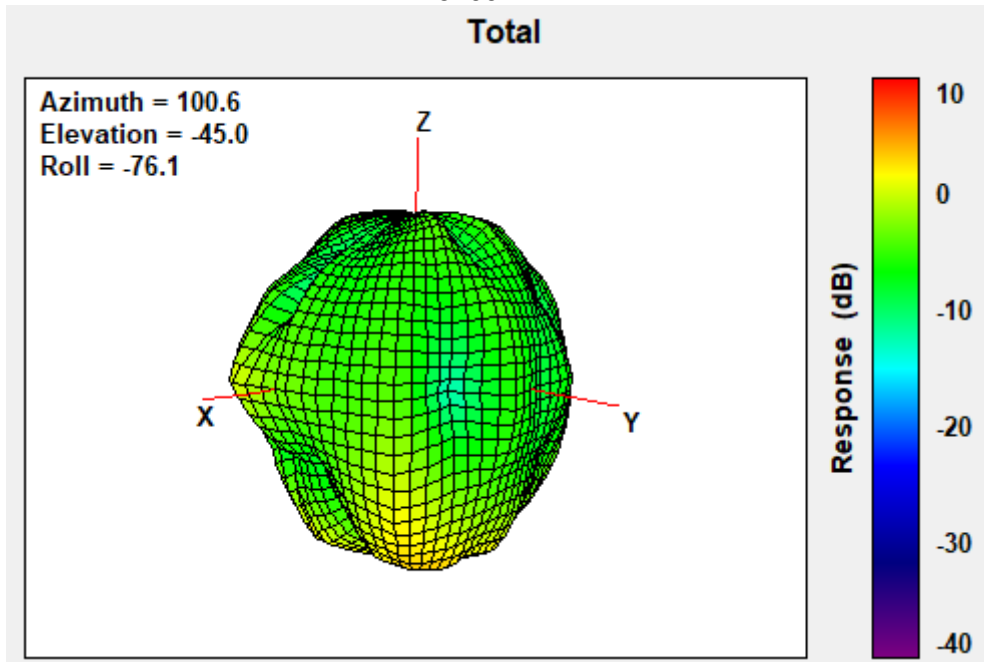 Total
Azimuth = 100.6
Elevation = -45.0
Roll = -76.1
Z
X
Y
Response (dB)
10
0
-10
-20
-30
-40